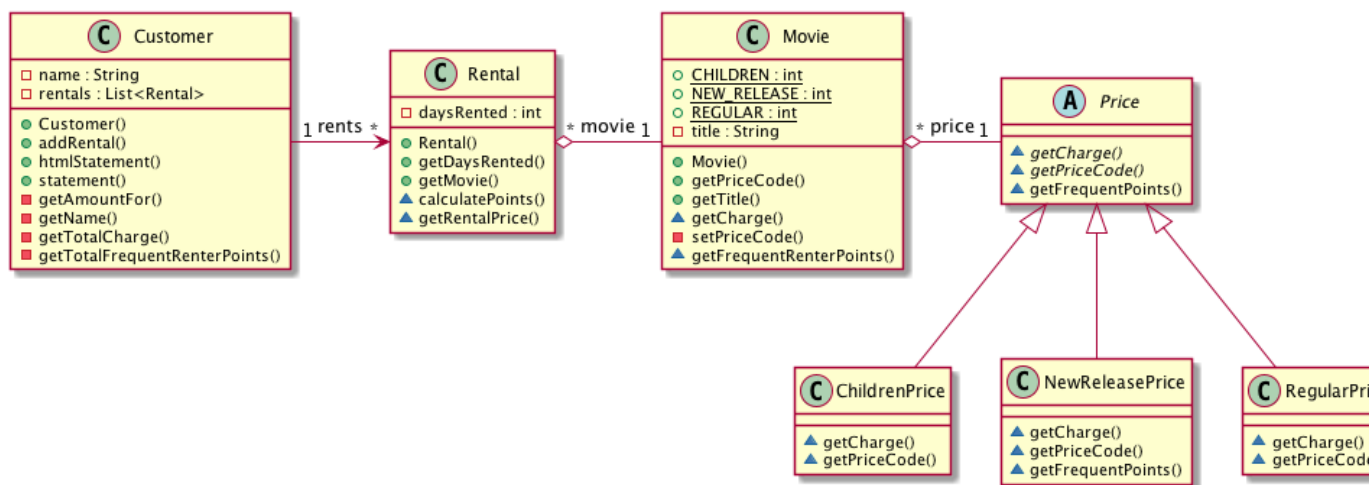 C Customer
name : String
rentals : List<Rental>
Customer()
addRental()
htmlStatement()
statement()
getAmountFor()
getName()
getTotalCharge()
getTotalFrequentRenterPoints()
1 rents *
C Rental
daysRented : int
Rental()
getDaysRented()
getMovie()
calculatePoints()
getRentalPrice()
* movie 1
C Movie
CHILDREN : int
NEW_RELEASE : int
REGULAR : int
title : String
Movie()
getPriceCode()
getTitle()
getCharge()
setPriceCode()
getFrequentRenterPoints()
* price 1
A Price
getCharge()
getPriceCode()
getFrequentPoints()
C ChildrenPrice
getCharge()
getPriceCode()
C NewReleasePrice
getCharge()
getPriceCode()
getFrequentPoints()
C RegularPri
getCharge()
getPriceCode